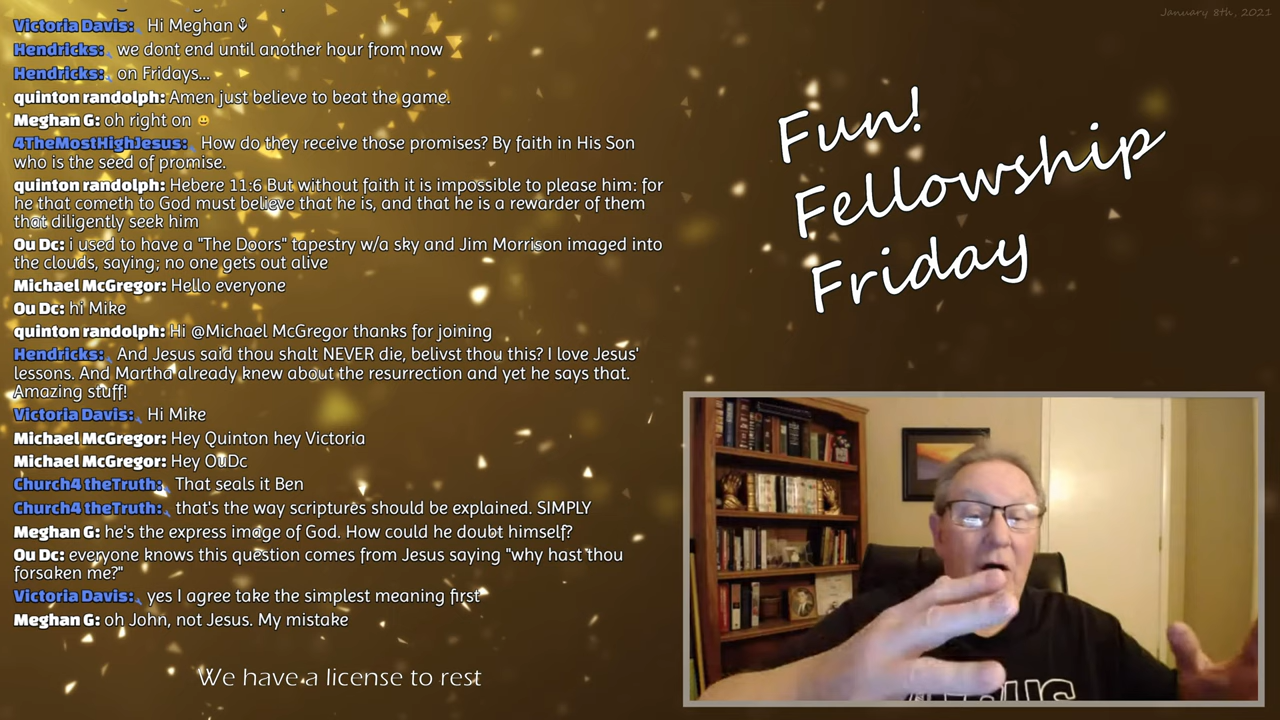 Victoria Davis: Hi Meghan
Hendricks: we dont end until another hour from now
Hendricks: on Fridays...
quinton randolph: Amen just believe to beat the game.
Meghan G: oh right on 😀
4TheMostHighJesus: How do they receive those promises? By faith in His Son
who is the seed of promise.
quinton randolph: Hebere 11:6 But without faith it is impossible to please him: for
he that cometh to God must believe that he is, and that he is a rewarder of them
that diligently seek him
Ou Dc: i used to have a "The Doors" tapestry w/a sky and Jim Morrison imaged into
the clouds, saying; no one gets out alive
Michael McGregor: Hello everyone
Ou Dc: hi Mike
quinton randolph: Hi @Michael McGregor thanks for joining
Hendricks: And Jesus said thou shalt NEVER die, belivst thou this? I love Jesus'
lessons. And Martha already knew about the resurrection and yet he says that.
Amazing stuff!
Victoria Davis: Hi Mike
Michael McGregor: Hey Quinton hey Victoria
Michael McGregor: Hey OuDc
Church4 theTruth: That seals it Ben
Church4 theTruth: that's the way scriptures should be explained. SIMPLY
Meghan G: he's the express image of God. How could he doubt himself?
Ou Dc: everyone knows this question comes from Jesus saying "why hast thou
forsaken me?"
Victoria Davis: yes I agree take the simplest meaning first
Meghan G: oh John, not Jesus. My mistake
We have a license to rest
January 8th, 2021
Fun!
Fellowship
Friday